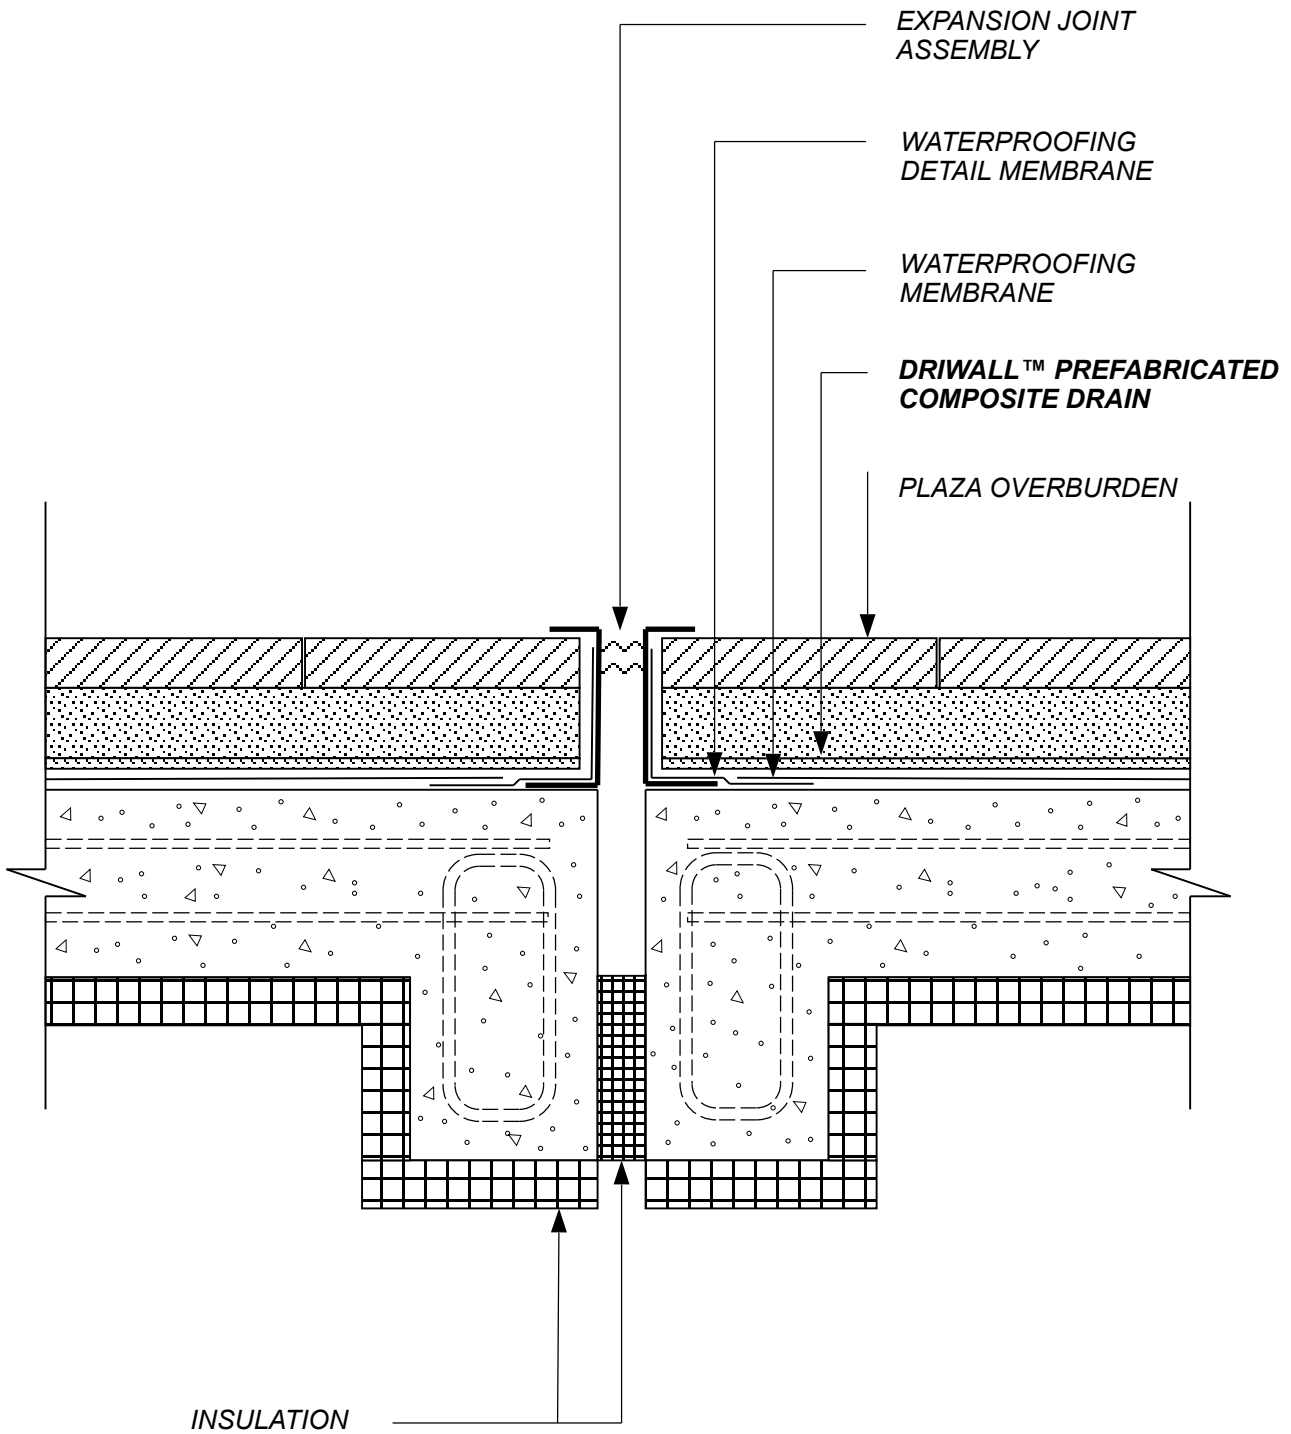 EXPANSION JOINT
ASSEMBLY
WATERPROOFING
DETAIL MEMBRANE
WATERPROOFING
MEMBRANE
DRIWALL™ PREFABRICATED
COMPOSITE DRAIN
PLAZA OVERBURDEN
INSULATION